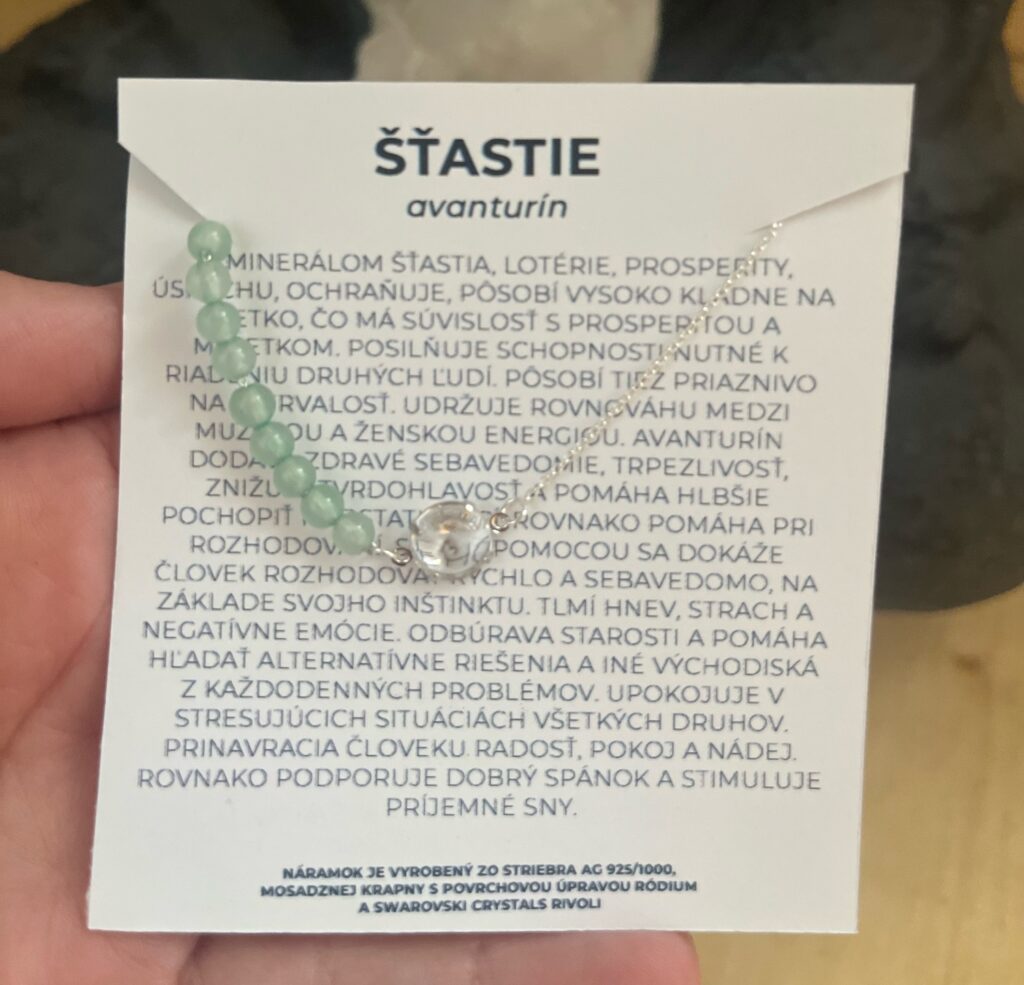 ŠŤASTIE
avanturín
MINERÁLOM ŠŤASTIA, LOTÉRIE, PROSPERITY,
OCHRAŇUJE, PÔSOBÍ VYSOKO KLADNE NA
ČO MÁ SÚVISLOSŤ S PROSPERITOU A
POSILŇUJE SCHOPNOSTI NUTNÉ K
RIADENIU DRUHÝCH ĽUDÍ. PÔSOBÍ TIEŽ PRIAZNIVO
NA UDRŽUJE ROVNOVÁHU MEDZI
A ŽENSKOU ENERGIOU. AVANTURÍN
ZDRAVÉ SEBAVEDOMIE, TRPEZLIVOSŤ,
TVRDOHLAVOSŤ A POMÁHA HLBŠIE
POCHOPIŤ ROVNAKO POMÁHA PRI
POMOCOU SA DOKÁŽE
ČLOVEK ROZHODOVAŤ RÝCHLO A SEBAVEDOMO, NA
ZÁKLADE SVOJHO INŠTINKTU. TLMÍ HNEV, STRACH A
NEGATÍVNE EMÓCIE. ODBÚRAVA STAROSTI A POMÁHA
HĽADAŤ ALTERNATÍVNE RIEŠENIA A INÉ VÝCHODISKÁ
Z KAŽDODENNÝCH PROBLÉMOV. UPOKOJUJE V
STRESUJÚCICH SITUÁCIÁCH VŠETKÝCH DRUHOV.
PRINAVRACIA ČLOVEKU RADOSŤ, POKOJ A NÁDEJ.
ROVNAKO PODPORUJE DOBRÝ SPÁNOK A STIMULUJE
PRÍJEMNÉ SNY.
NÁRAMOK JE VYROBENÝ ZO STRIEBRA AG 925/1000,
MOSADZNEJ KRAPNY S POVRCHOVOU ÚPRAVOU RÓDIUM
A SWAROVSKI CRYSTALS RIVOLI